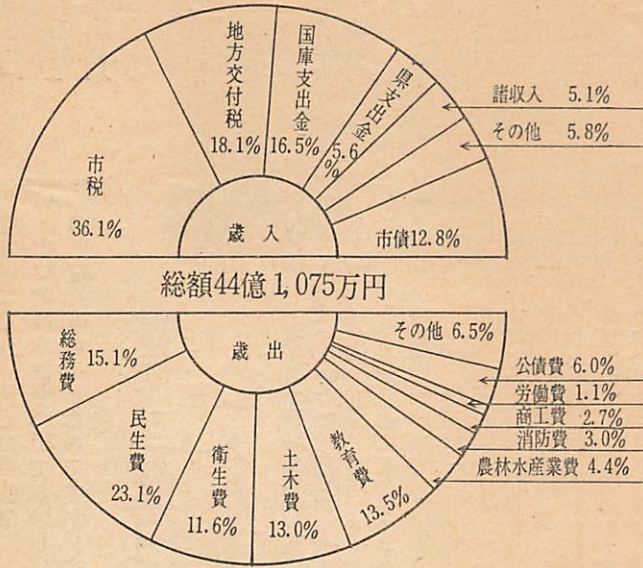 市税
36.1%
地方交付税
18.1%
国庫支出金
16.5%
県支出金
5.6%
諸収入 5.1%
その他 5.8%
市債12.8%
歳入
総額44億1,075万円
歳出
総務費
15.1%
民生費
23.1%
衛生費
11.6%
土木費
13.0%
教育費
13.5%
その他 6.5%
公債費 6.0%
労働費 1.1%
商工費 2.7%
消防費 3.0%
農林水産業費 4.4%